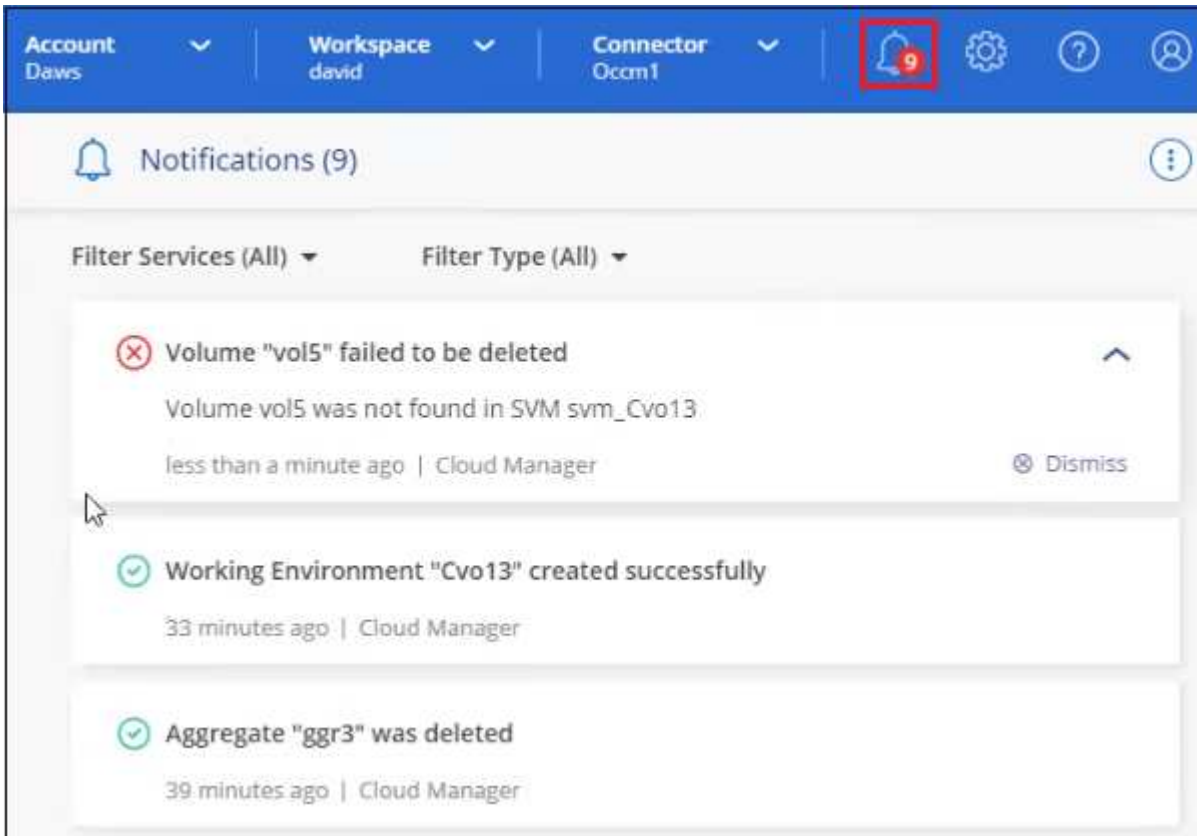 Account Workspace Connector
Daws david Occm1
9
Notifications (9)
Filter Services (All) Filter Type (All)
Volume "vol5" failed to be deleted
Volume vol5 was not found in SVM svm_Cvo13
less than a minute ago | Cloud Manager Dismiss
Working Environment "Cvo13" created successfully
33 minutes ago | Cloud Manager
Aggregate "ggr3" was deleted
39 minutes ago | Cloud Manager